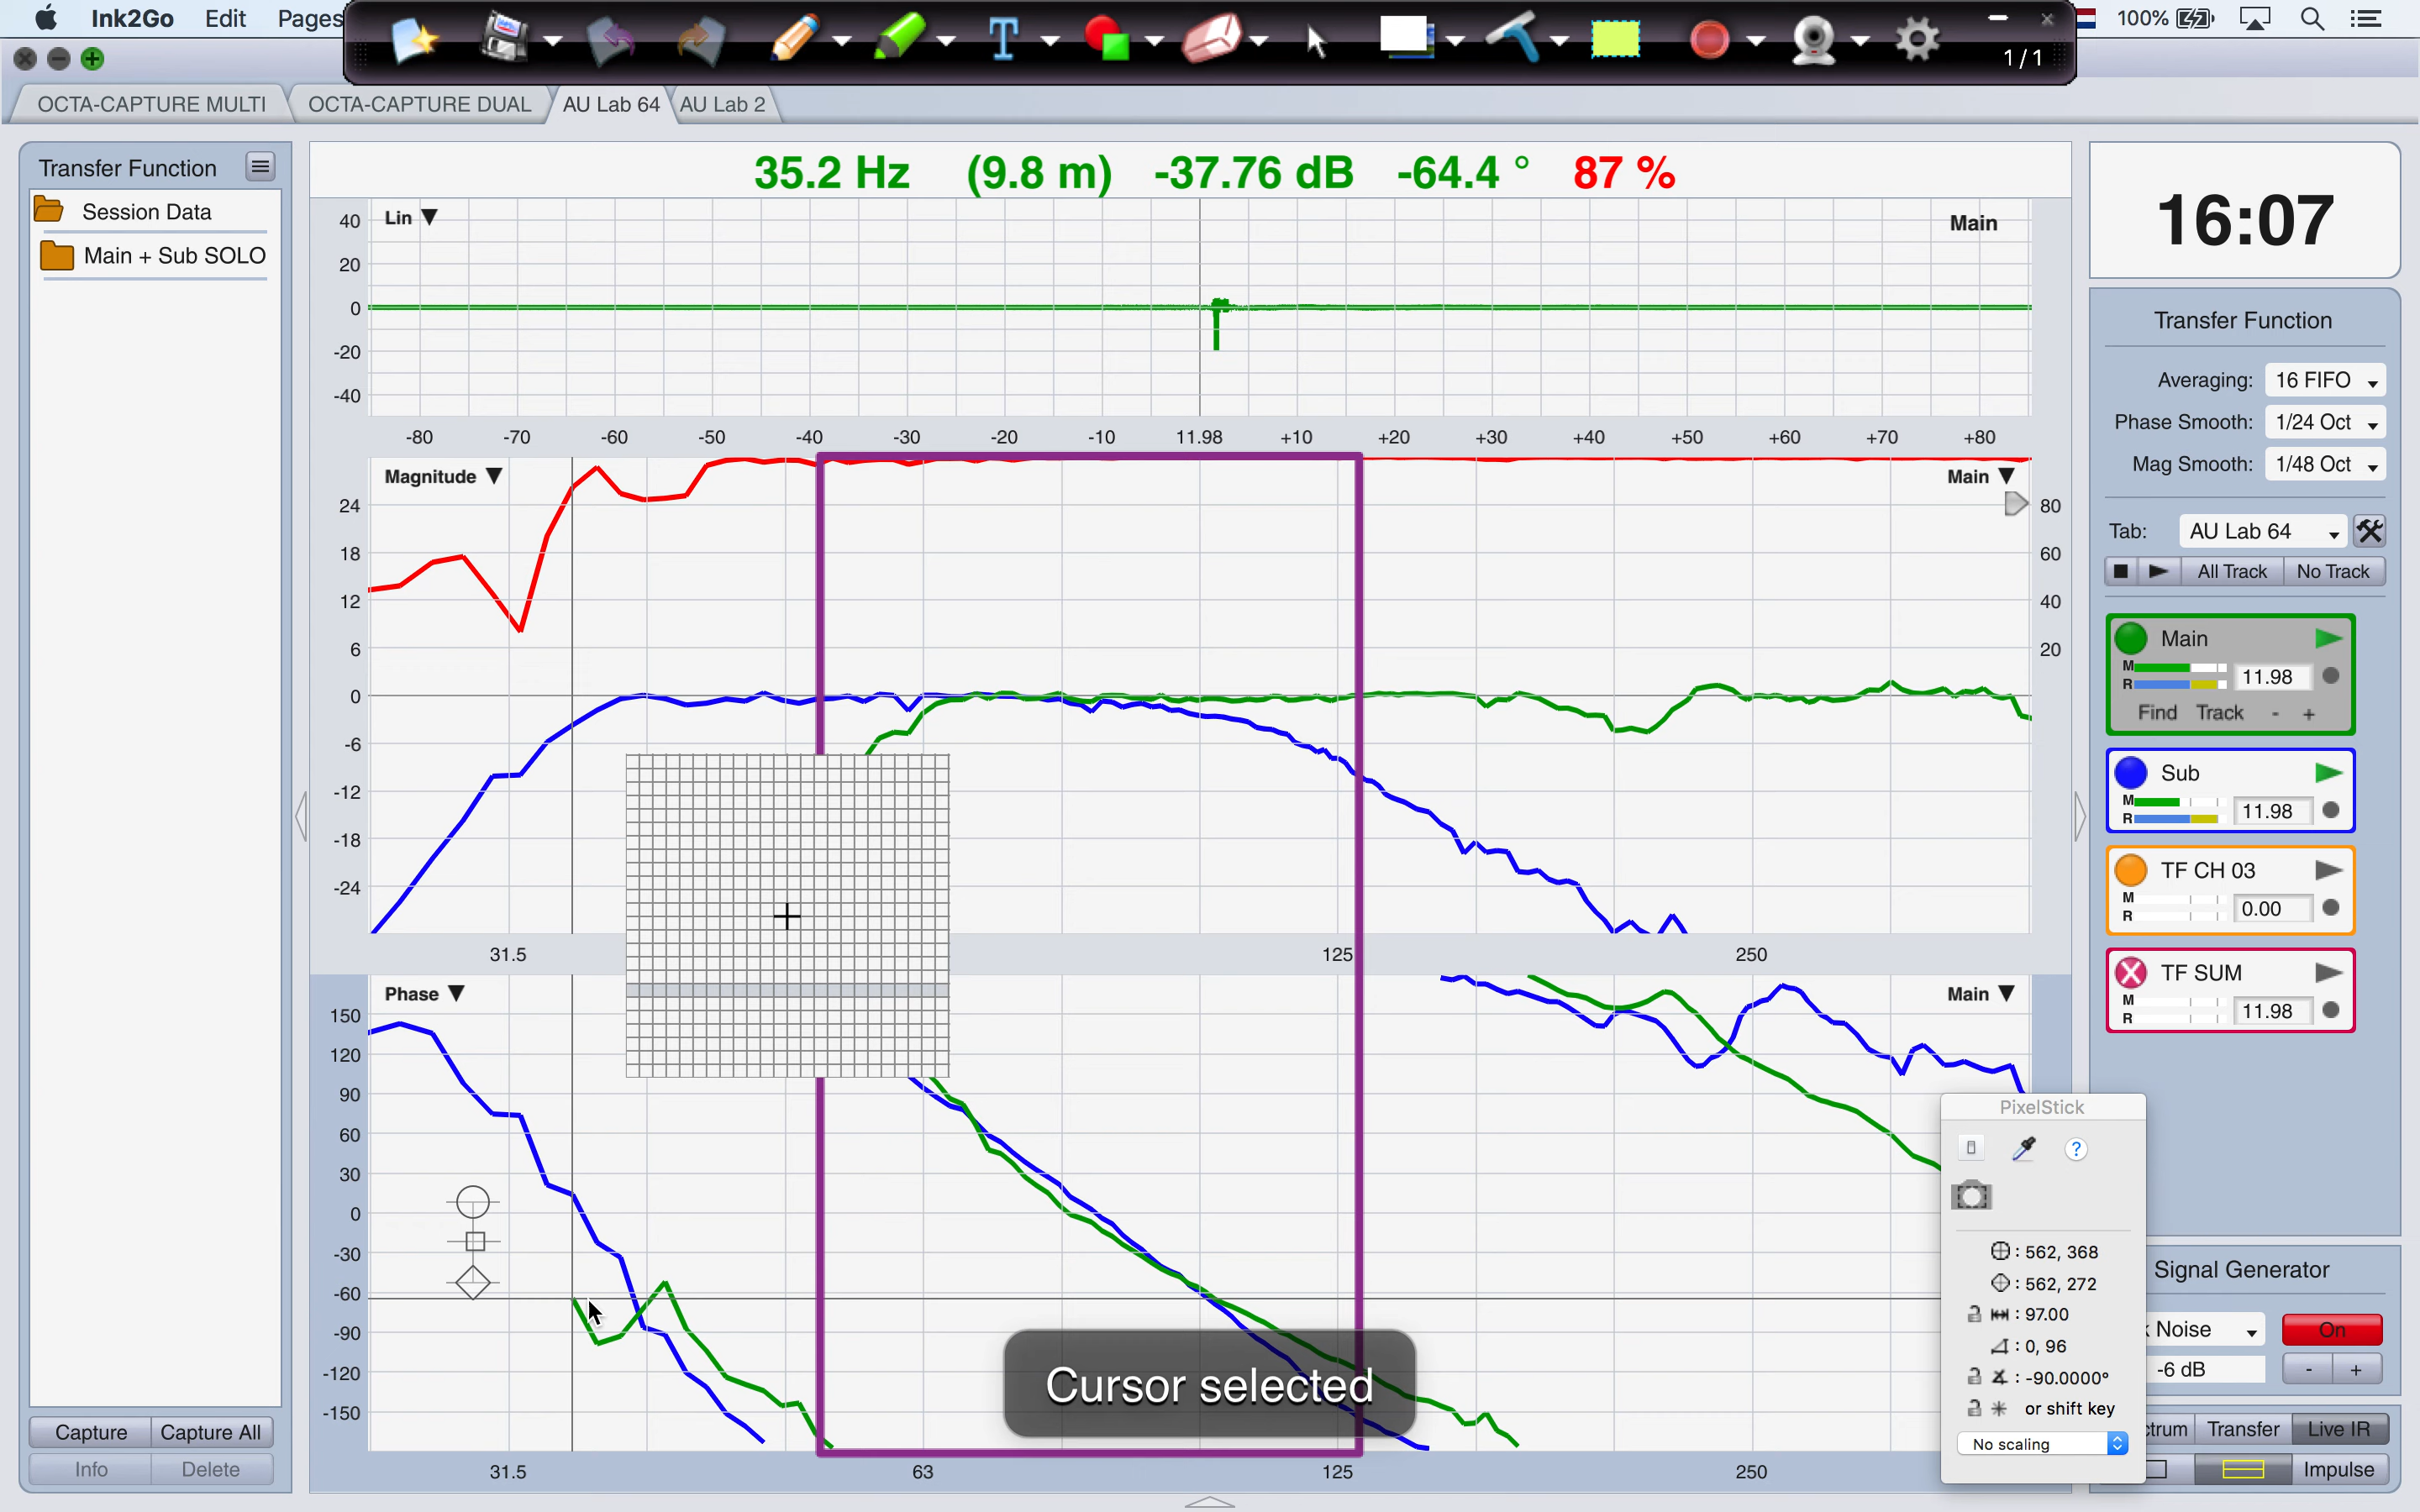 Ink2Go Edit Pages
100%
1/1
OCTA-CAPTURE MULTI OCTA-CAPTURE DUAL AU Lab 64 AU Lab 2
Transfer Function
Session Data
Main + Sub SOLO
Capture Capture All
Info Delete
35.2 Hz (9.8 m) -37.76 dB -64.4 ° 87 %
Lin Main
40
20
0
-20
-40
-80 -70 -60 -50 -40 -30 -20 -10 11.98 +10 +20 +30 +40 +50 +60 +70 +80
Magnitude Main
24 80
18 60
12 40
6 20
0
-6
-12
-18
-24
31.5 125 250
Phase Main
150
120
90
60
30
0
-30
-60
-90
-120
-150
31.5 63 125 250
Cursor selected
16:07
Transfer Function
Averaging: 16 FIFO
Phase Smooth: 1/24 Oct
Mag Smooth: 1/48 Oct
Tab: AU Lab 64
All Track No Track
Main
M
R 11.98
Find Track - +
Sub
M
R 11.98
TF CH 03
M
R 0.00
TF SUM
M
R 11.98
PixelStick
?
: 562, 368
: 562, 272
: 97.00
: 0, 96
: -90.0000°
or shift key
No scaling
Signal Generator
k Noise On
-6 dB - +
ctrum Transfer Live IR
Impulse